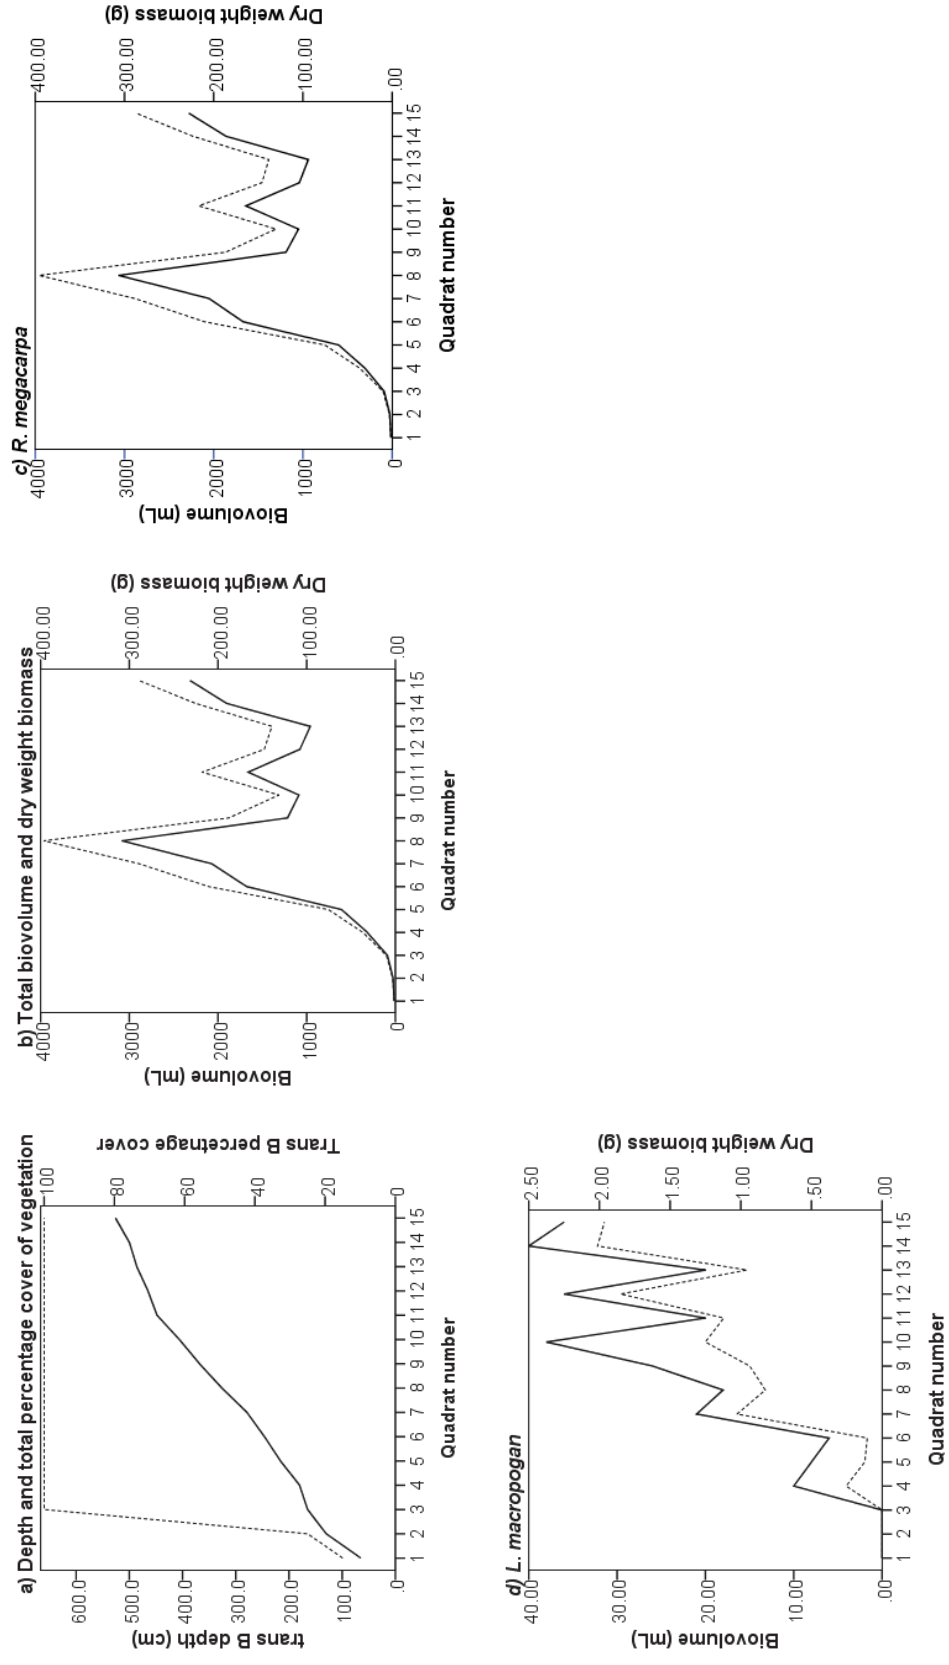 a) Depth and total percentage cover of vegetation
trans B depth (cm)
600.0
500.0
400.0
300.0
200.0
100.0
.0
Trans B percetnage cover
100
80
60
40
20
0
1 2 3 4 5 6 7 8 9 10 11 12 13 14 15
Quadrat number
b) Total biovolume and dry weight biomass
Biovolume (mL)
4000
3000
2000
1000
0
Dry weight biomass (g)
400.00
300.00
200.00
100.00
.00
1 2 3 4 5 6 7 8 9 10 11 12 13 14 15
Quadrat number
c) R. megacarpa
Biovolume (mL)
4000
3000
2000
1000
0
Dry weight biomass (g)
400.00
300.00
200.00
100.00
.00
1 2 3 4 5 6 7 8 9 10 11 12 13 14 15
Quadrat number
d) L. macropogan
Biovolume (mL)
40.00
30.00
20.00
10.00
.00
Dry weight biomass (g)
2.50
2.00
1.50
1.00
.50
.00
1 2 3 4 5 6 7 8 9 10 11 12 13 14 15
Quadrat number